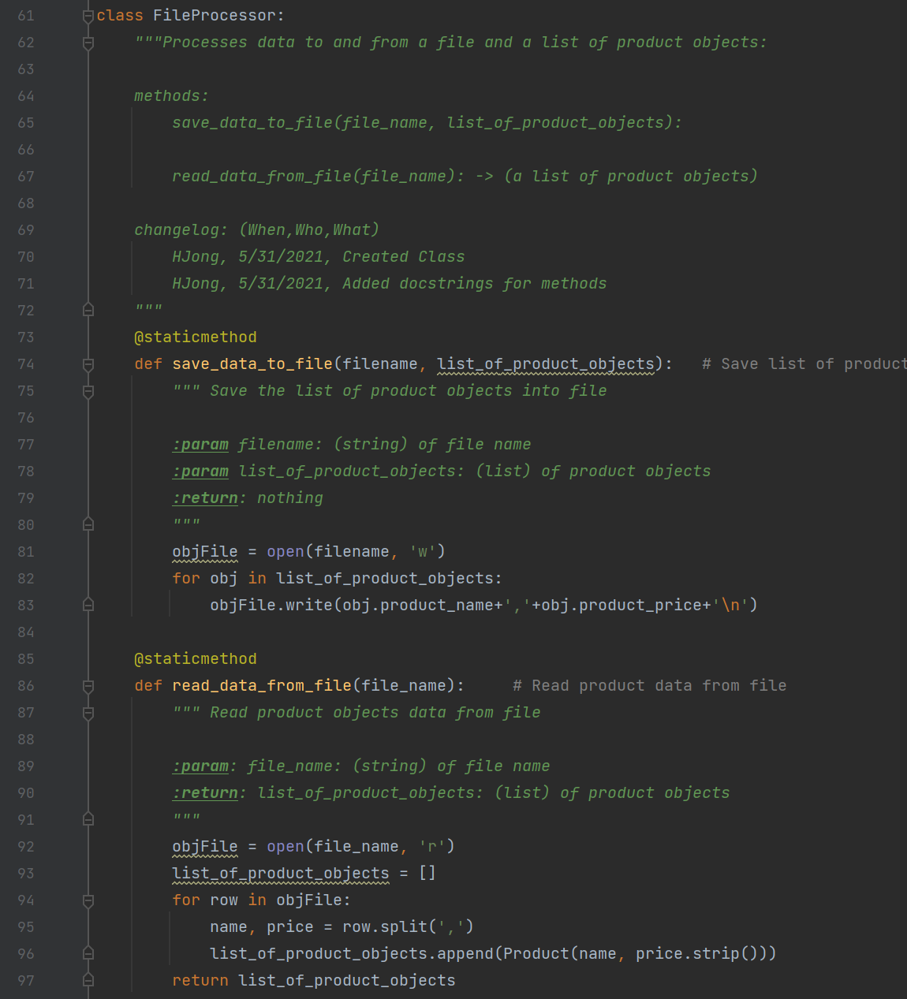 61 class FileProcessor:
62 """Processes data to and from a file and a list of product objects:
63
64 methods:
65 save_data_to_file(file_name, list_of_product_objects):
66
67 read_data_from_file(file_name): -> (a list of product objects)
68
69 changelog: (When,Who,What)
70 HJong, 5/31/2021, Created Class
71 HJong, 5/31/2021, Added docstrings for methods
72 """
73 @staticmethod
74 def save_data_to_file(filename, list_of_product_objects):   # Save list of product
75 """ Save the list of product objects into file
76
77 :param filename: (string) of file name
78 :param list_of_product_objects: (list) of product objects
79 :return: nothing
80 """
81 objFile = open(filename, 'w')
82 for obj in list_of_product_objects:
83 objFile.write(obj.product_name+','+obj.product_price+'\n')
84
85 @staticmethod
86 def read_data_from_file(file_name):     # Read product data from file
87 """ Read product objects data from file
88
89 :param: file_name: (string) of file name
90 :return: list_of_product_objects: (list) of product objects
91 """
92 objFile = open(file_name, 'r')
93 list_of_product_objects = []
94 for row in objFile:
95 name, price = row.split(',')
96 list_of_product_objects.append(Product(name, price.strip()))
97 return list_of_product_objects